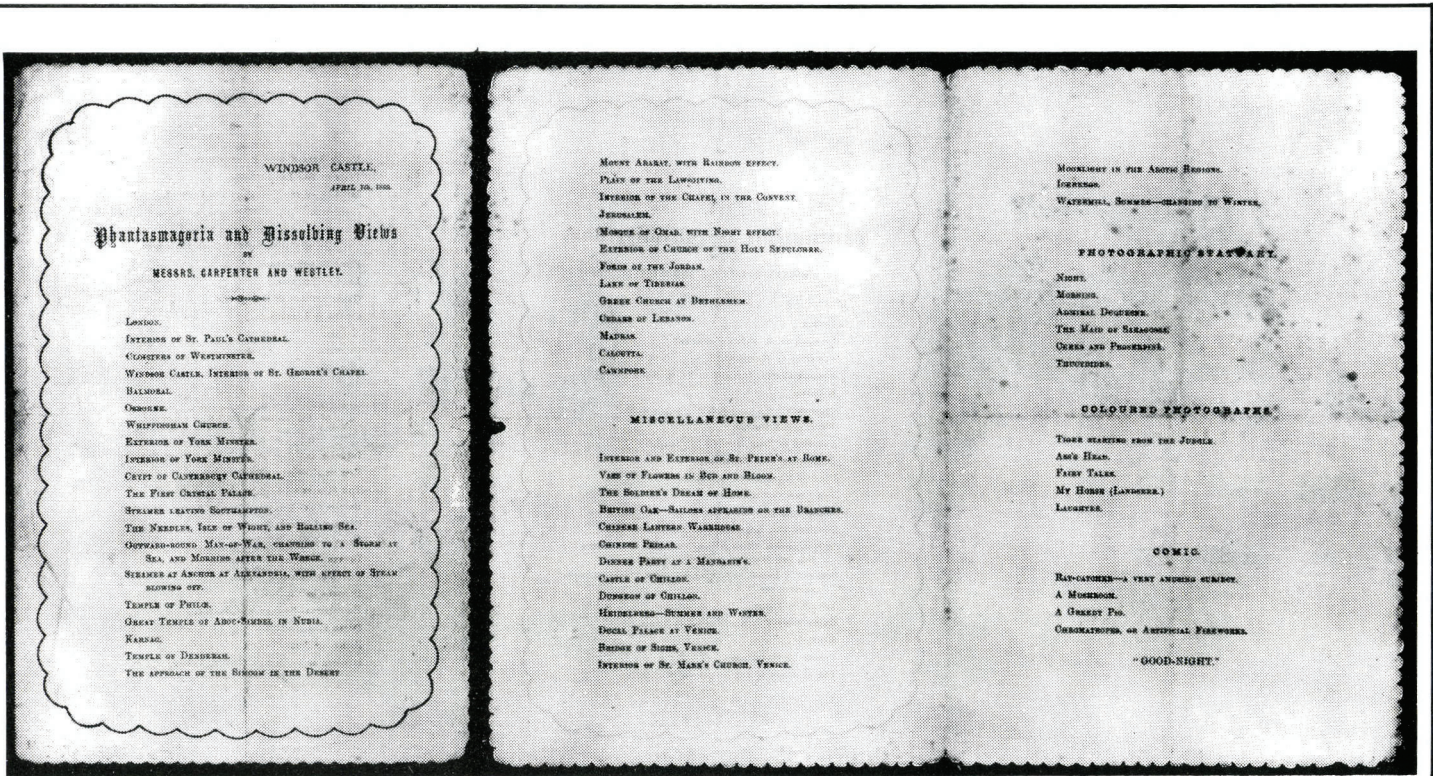 WINDSOR CASTLE,
APRIL
Phantasmagoria and Dissolving Views
BY
MESSRS. CARPENTER AND WESTLEY.
LONDON.
INTERIOR OF ST. PAUL'S CATHEDRAL.
CLOISTERS OF WESTMINSTER.
WINDSOR CASTLE, INTERIOR OF ST. GEORGE'S CHAPEL.
BALMORAL.
OSBORNE.
WHIPPINGHAM CHURCH.
EXTERIOR OF YORK MINSTER.
INTERIOR OF YORK MINSTER.
CRYPT OF CANTERBURY CATHEDRAL.
THE FIRST CRYSTAL PALACE.
STEAMER LEAVING SOUTHAMPTON.
THE NEEDLES, ISLE OF WIGHT, AND ROLLING SEA.
OUTWARD-BOUND MAN-OF-WAR, CHANGING TO A STORM AT
SEA, AND MORNING AFTER THE WRECK.
STEAMER AT ANCHOR AT ALEXANDRIA, WITH EFFECT OF STEAM
BLOWING OFF.
TEMPLE OF PHILŒ.
GREAT TEMPLE OF ABOU-SIMBEL IN NUBIA.
KARNAC.
TEMPLE OF DENDERAH.
THE APPROACH OF THE SIMOOM IN THE DESERT
MOUNT ARARAT, WITH RAINBOW EFFECT.
PLAIN OF THE LAWGIVING.
INTERIOR OF THE CHAPEL IN THE CONVENT.
JERUSALEM.
MOSQUE OF OMAR, WITH NIGHT EFFECT.
EXTERIOR OF CHURCH OF THE HOLY SEPULCHRE.
FORDS OF THE JORDAN.
LAKE OF TIBERIAS.
GREEK CHURCH AT BETHLEHEM.
CEDARS OF LEBANON.
MADRAS.
CALCUTTA.
CAWNPORE.
MISCELLANEOUS VIEWS.
INTERIOR AND EXTERIOR OF ST. PETER'S AT ROME.
VASE OF FLOWERS IN BUD AND BLOOM.
THE SOLDIER'S DREAM OF HOME.
BRITISH OAK—SAILORS APPEARING ON THE BRANCHES.
CHINESE LANTERN WAREHOUSE.
CHINESE PEDLAR.
DINNER PARTY AT A MANDARIN'S.
CASTLE OF CHILLON.
DUNGEON OF CHILLON.
HEIDELBERG—SUMMER AND WINTER.
DUCAL PALACE AT VENICE.
BRIDGE OF SIGHS, VENICE.
INTERIOR OF ST. MARK'S CHURCH, VENICE.
MOONLIGHT IN THE ARCTIC REGIONS.
ICEBERGS.
WATERMILL, SUMMER—CHANGING TO WINTER.
PHOTOGRAPHIC STATUARY.
NIGHT.
MORNING.
ADMIRAL DUQUESNE.
THE MAID OF SARAGOSSE.
CERES AND PROSERPINE.
THUCYDIDES.
COLOURED PHOTOGRAPHS.
TIGER STARTING FROM THE JUNGLE.
ASS'S HEAD.
FAIRY TALES.
MY HORSE (LANDSEER.)
LAUGHTER.
COMIC.
RAT-CATCHER—A VERY AMUSING SUBJECT.
A MUSHROOM.
A GREEDY PIG.
CHROMATROPES, OR ARTIFICIAL FIREWORKS.
"GOOD-NIGHT."